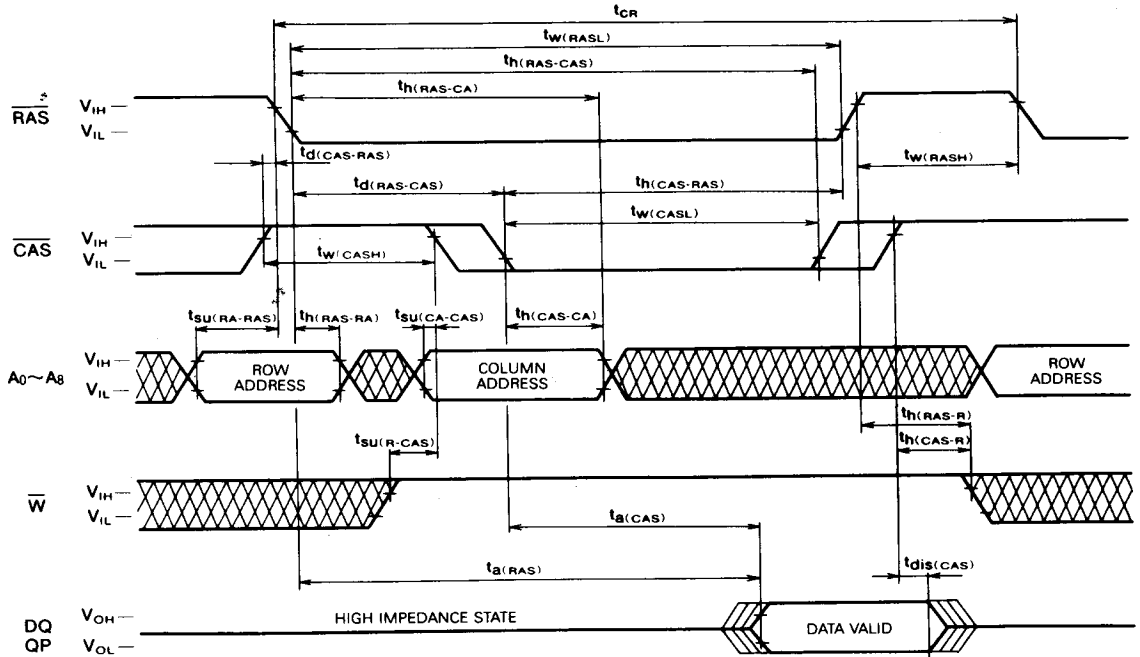 tCR
tW(RASL)
th(RAS-CAS)
th(RAS-CA)
RAS
VIH
VIL
td(CAS-RAS)
tW(RASH)
td(RAS-CAS)
th(CAS-RAS)
tW(CASL)
CAS
VIH
VIL
tW(CASH)
tsu(RA-RAS)
th(RAS-RA)
tsu(CA-CAS)
th(CAS-CA)
A0~A8
VIH
VIL
ROW
ADDRESS
COLUMN
ADDRESS
ROW
ADDRESS
th(RAS-R)
tsu(R-CAS)
th(CAS-R)
W
VIH
VIL
ta(CAS)
ta(RAS)
tdis(CAS)
DQ
QP
VOH
VOL
HIGH IMPEDANCE STATE
DATA VALID